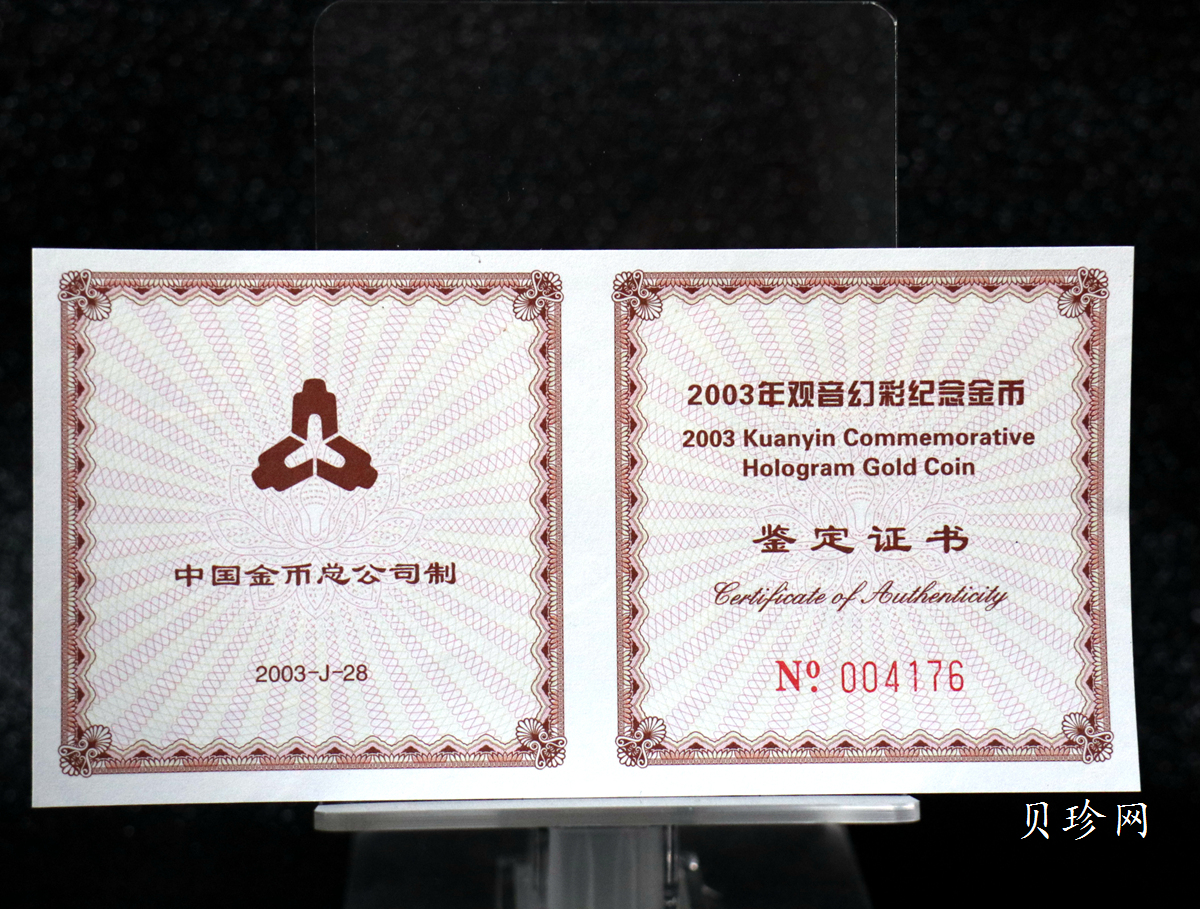 中国金币总公司制
2003-J-28
2003年观音幻彩纪念金币
2003 Kuanyin Commemorative
Hologram Gold Coin
鉴定证书
Certificate of Authenticity
Nº. 004176
贝珍网